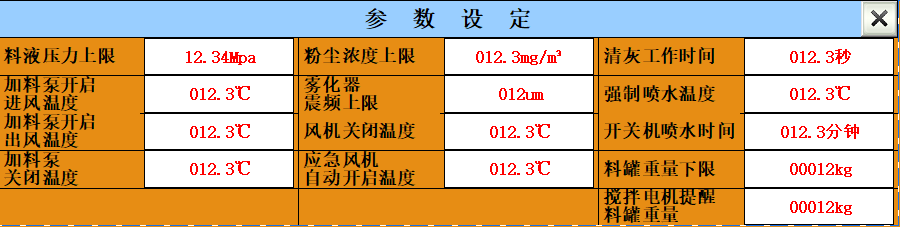 参 数 设 定
料液压力上限 12.34Mpa 粉尘浓度上限 012.3mg/m³ 清灰工作时间 012.3秒
加料泵开启
进风温度 012.3℃ 雾化器
震频上限 012um 强制喷水温度 012.3℃
加料泵开启
出风温度 012.3℃ 风机关闭温度 012.3℃ 开关机喷水时间 012.3分钟
加料泵
关闭温度 012.3℃ 应急风机
自动开启温度 012.3℃ 料罐重量下限 00012kg
搅拌电机提醒
料罐重量 00012kg